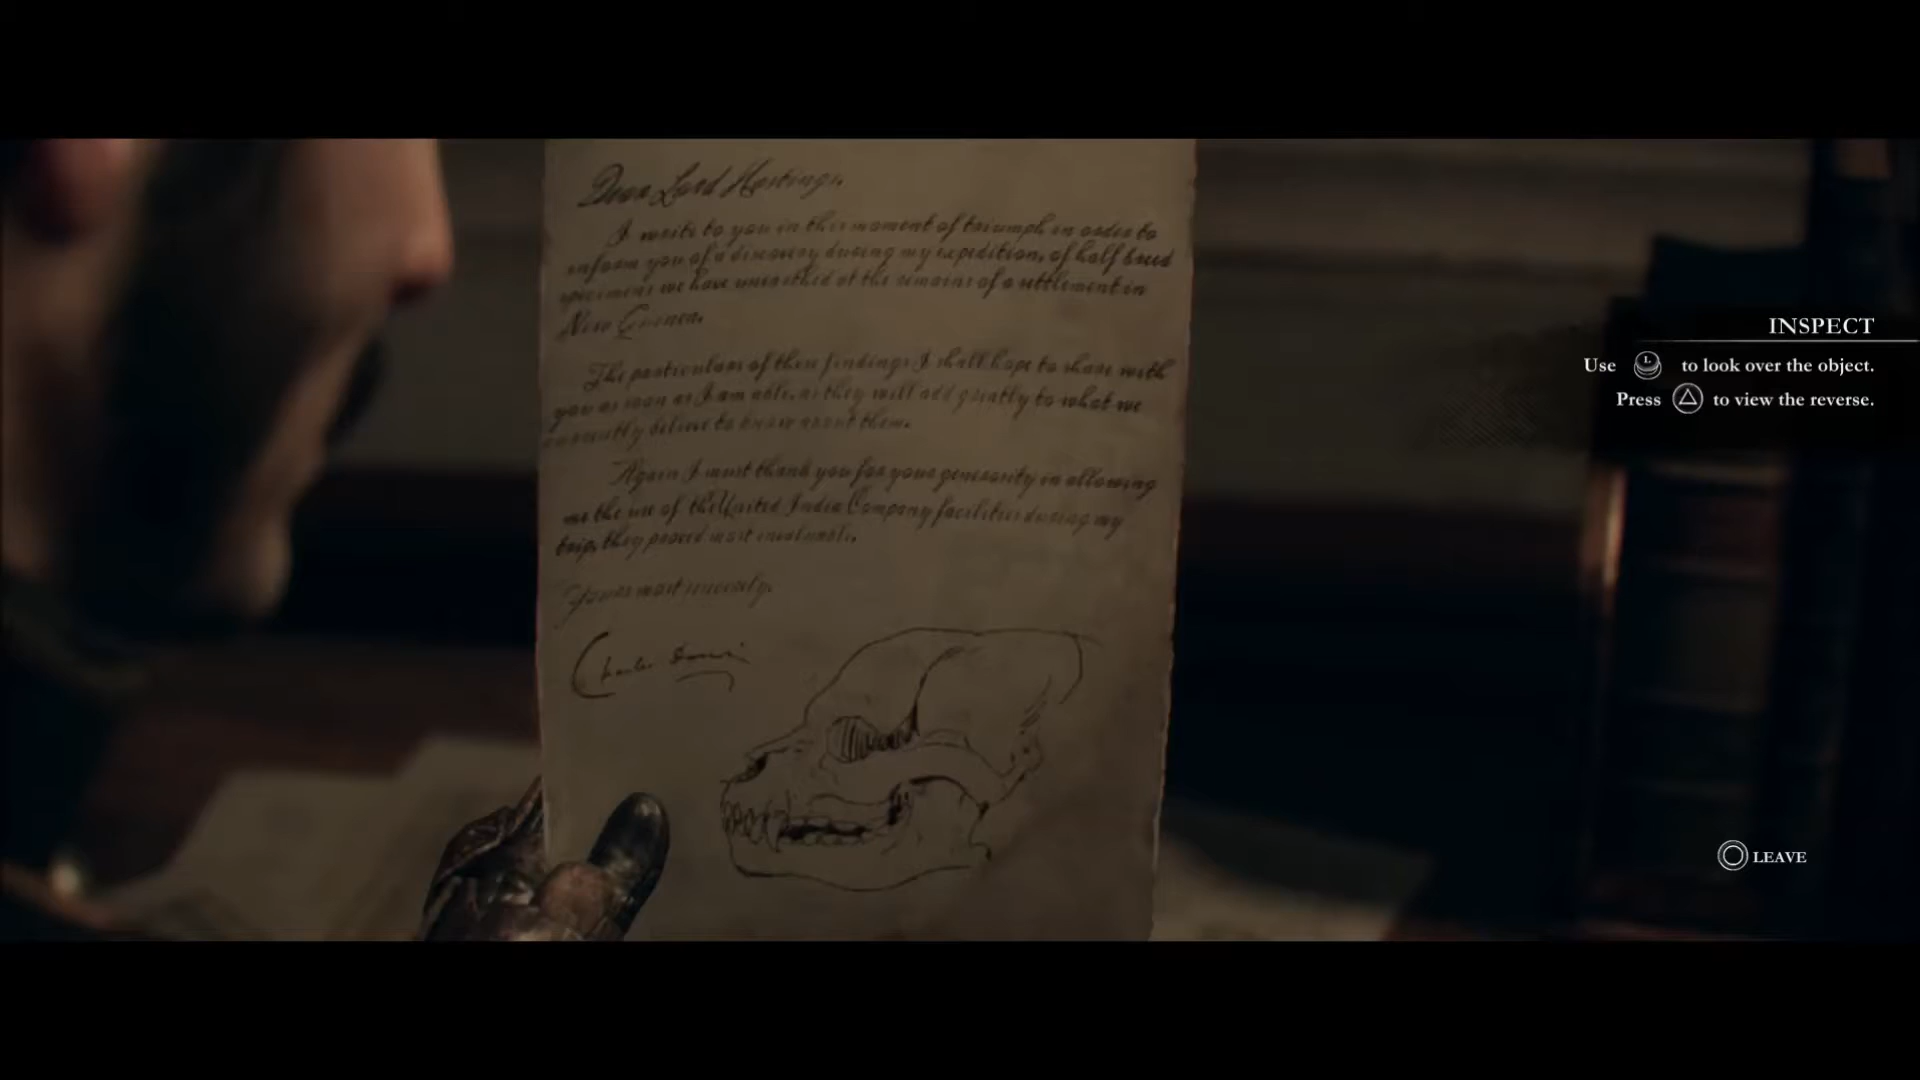 Dear Lord Hastings,
I write to you in this moment of triumph in order to
inform you of a discovery during my expedition, of half breed
specimens we have unearthed at the remains of a settlement in
New Guinea.
The particulars of these findings I shall hope to share with
you as soon as I am able, as they will add greatly to what we
currently believe to know about them.
Again I must thank you for your generosity in allowing
me the use of the United India Company facilities during my
trip, they proved most invaluable.
Yours most sincerely,
Charles
INSPECT
Use L to look over the object.
Press to view the reverse.
LEAVE